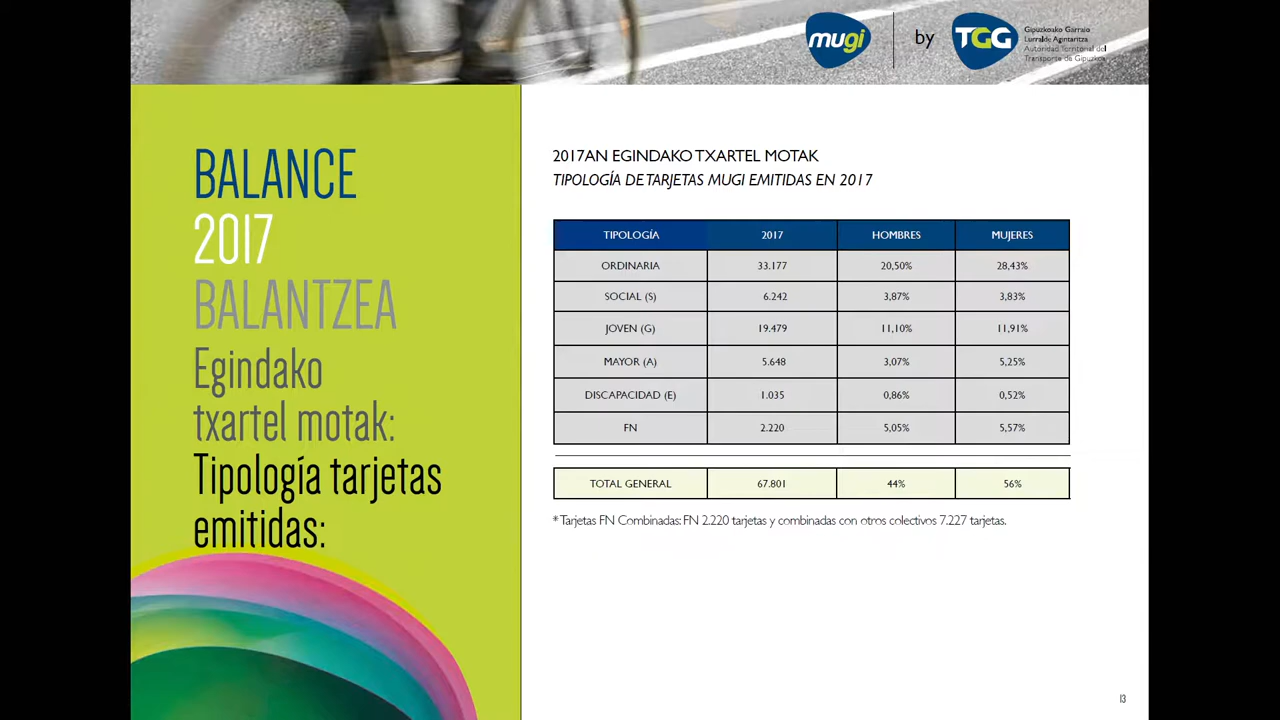 mugi by TGG
Gipuzkoako Garraio
Lurralde Agintaritza
Autoridad Territorial del
Transporte de Gipuzkoa
BALANCE
2017
BALANTZEA
Egindako
txartel motak:
Tipología tarjetas
emitidas:
2017AN EGINDAKO TXARTEL MOTAK
TIPOLOGÍA DE TARJETAS MUGI EMITIDAS EN 2017
TIPOLOGÍA 2017 HOMBRES MUJERES
ORDINARIA 33.177 20,50% 28,43%
SOCIAL (S) 6.242 3,87% 3,83%
JOVEN (G) 19.479 11,10% 11,91%
MAYOR (A) 5.648 3,07% 5,25%
DISCAPACIDAD (E) 1.035 0,86% 0,52%
FN 2.220 5,05% 5,57%
TOTAL GENERAL 67.801 44% 56%
* Tarjetas FN Combinadas: FN 2.220 tarjetas y combinadas con otros colectivos 7.227 tarjetas.
13